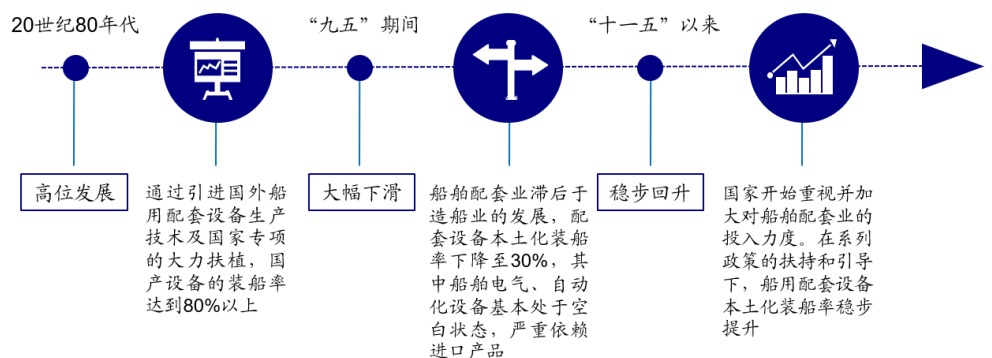 20世纪80年代
“九五”期间
“十一五”以来
高位发展
通过引进国外船
用配套设备生产
技术及国家专项
的大力扶植，国
产设备的装船率
达到80%以上
大幅下滑
船舶配套业滞后于
造船业的发展，配
套设备本土化装船
率下降至30%，其
中船舶电气、自动
化设备基本处于空
白状态，严重依赖
进口产品
稳步回升
国家开始重视并加
大对船舶配套业的
投入力度。在系列
政策的扶持和引导
下，船用配套设备
本土化装船率稳步
提升